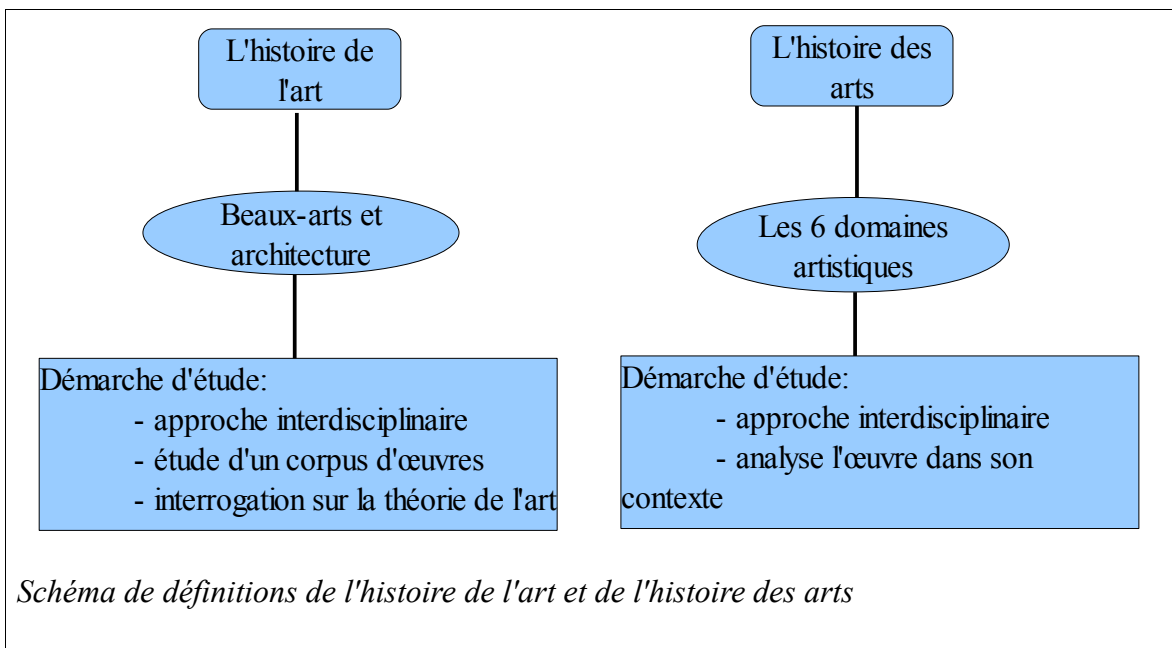 L'histoire de
l'art
Beaux-arts et
architecture
Démarche d'étude:
- approche interdisciplinaire
- étude d'un corpus d'œuvres
- interrogation sur la théorie de l'art
L'histoire des
arts
Les 6 domaines
artistiques
Démarche d'étude:
- approche interdisciplinaire
- analyse l'œuvre dans son
contexte
Schéma de définitions de l'histoire de l'art et de l'histoire des arts